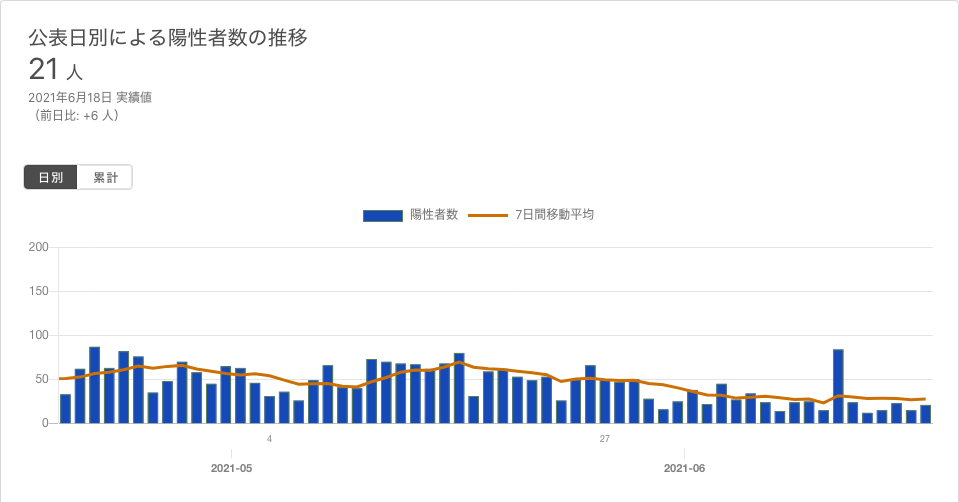 公表日別による陽性者数の推移
21 人
2021年6月18日 実績値
（前日比: +6 人）
日別 累計
陽性者数 7日間移動平均
200
150
100
50
0
4 27
2021-05 2021-06